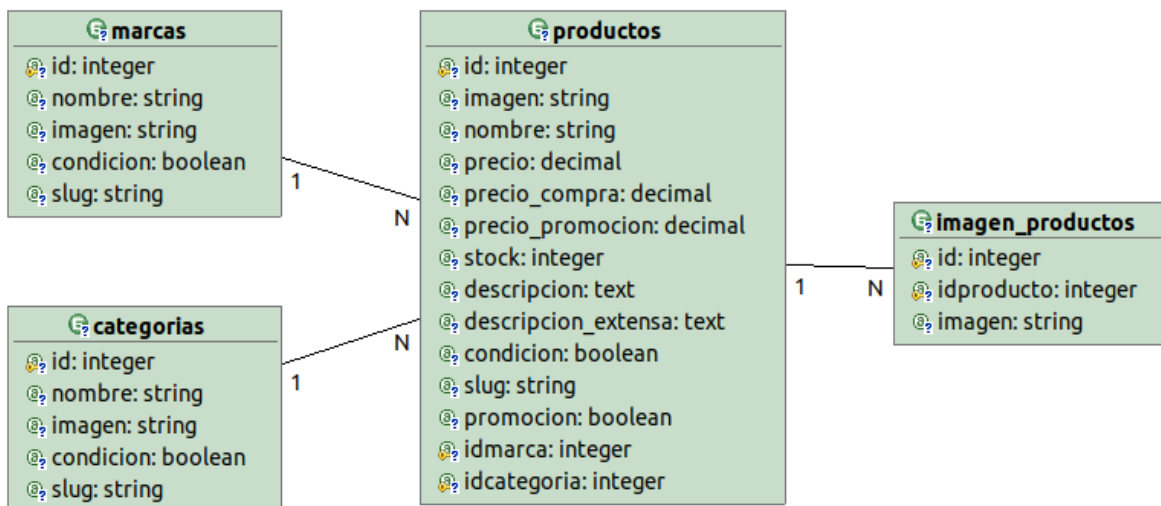 marcas
id: integer
nombre: string
imagen: string
condicion: boolean
slug: string
1
N
categorias
id: integer
nombre: string
imagen: string
condicion: boolean
slug: string
1
N
productos
id: integer
imagen: string
nombre: string
precio: decimal
precio_compra: decimal
precio_promocion: decimal
stock: integer
descripcion: text
descripcion_extensa: text
condicion: boolean
slug: string
promocion: boolean
idmarca: integer
idcategoria: integer
1
N
imagen_productos
id: integer
idproducto: integer
imagen: string